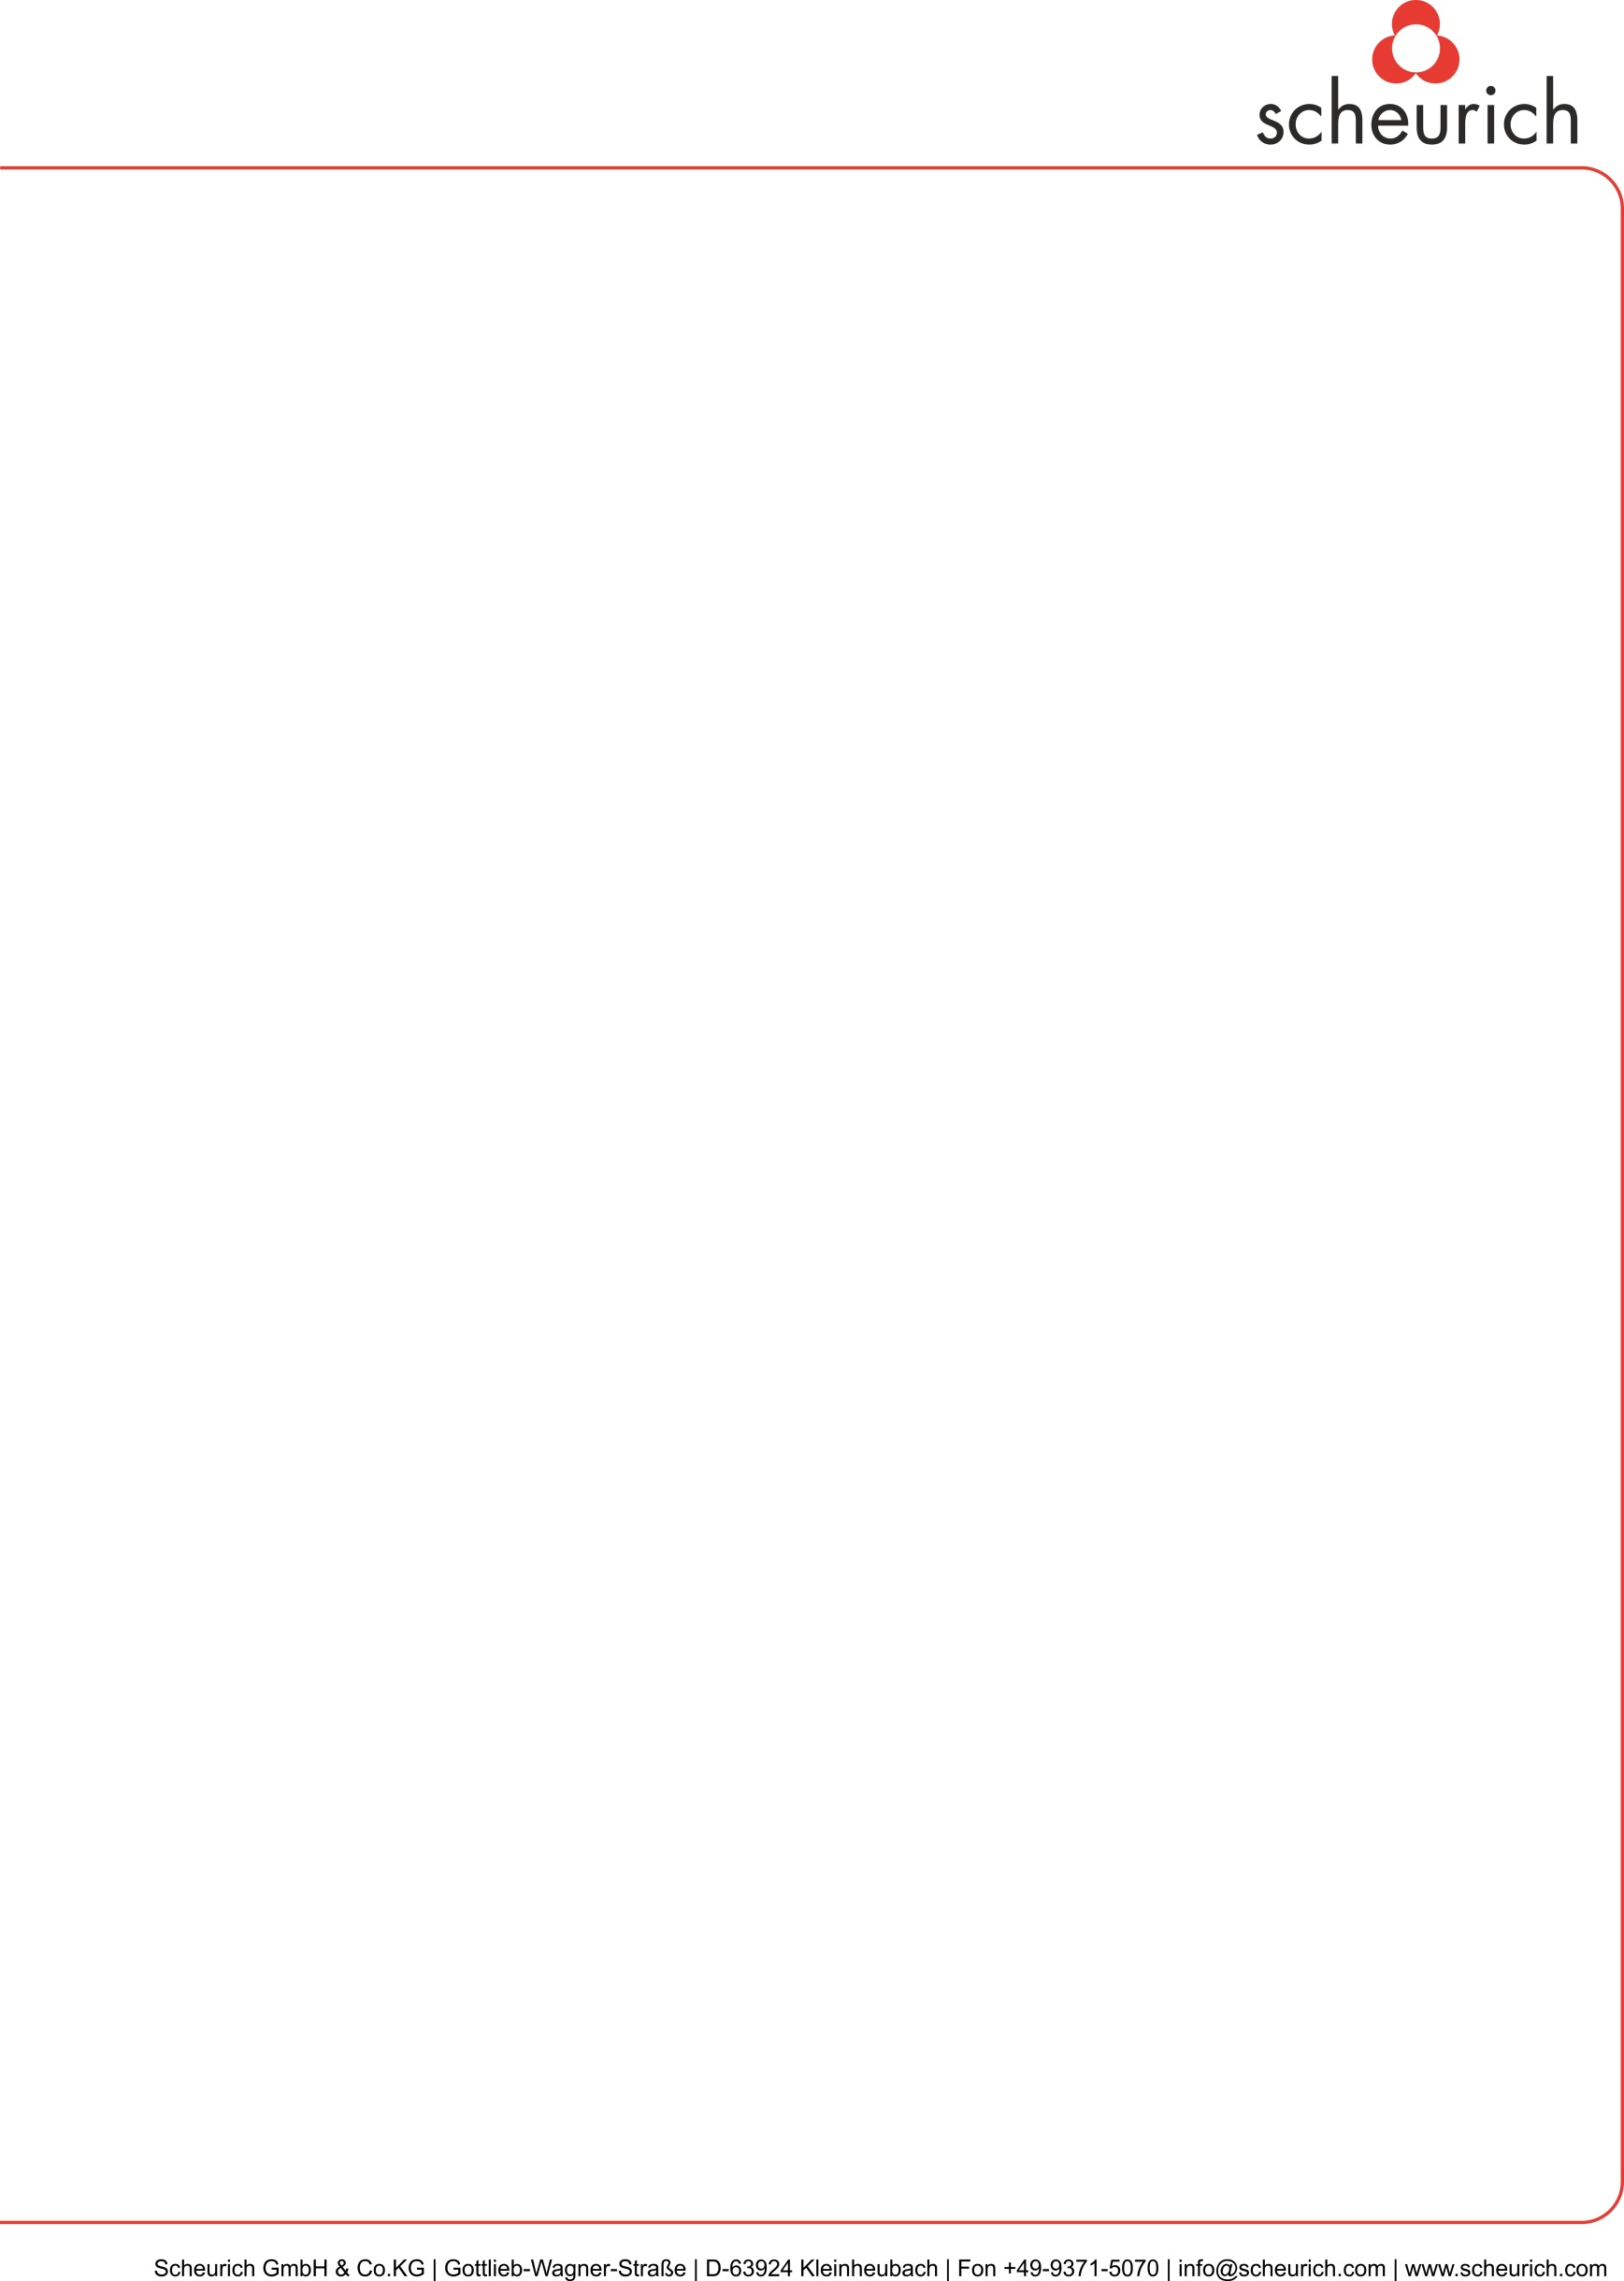 scheurich
Scheurich GmbH & Co.KG | Gottlieb-Wagner-Straße | D-63924 Kleinheubach | Fon +49-9371-5070 | info@scheurich.com | www.scheurich.com